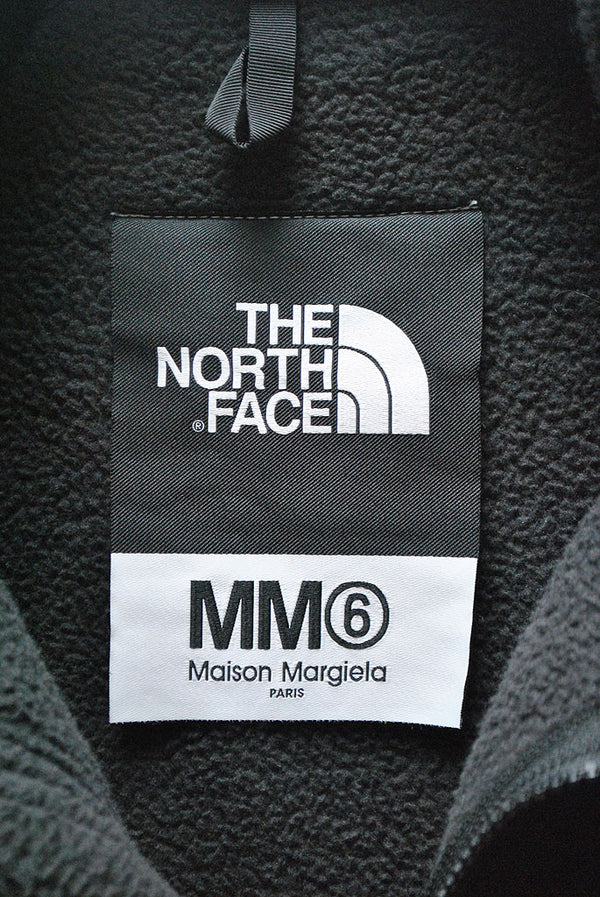 THE
NORTH
® FACE
MM⑥
Maison Margiela
PARIS